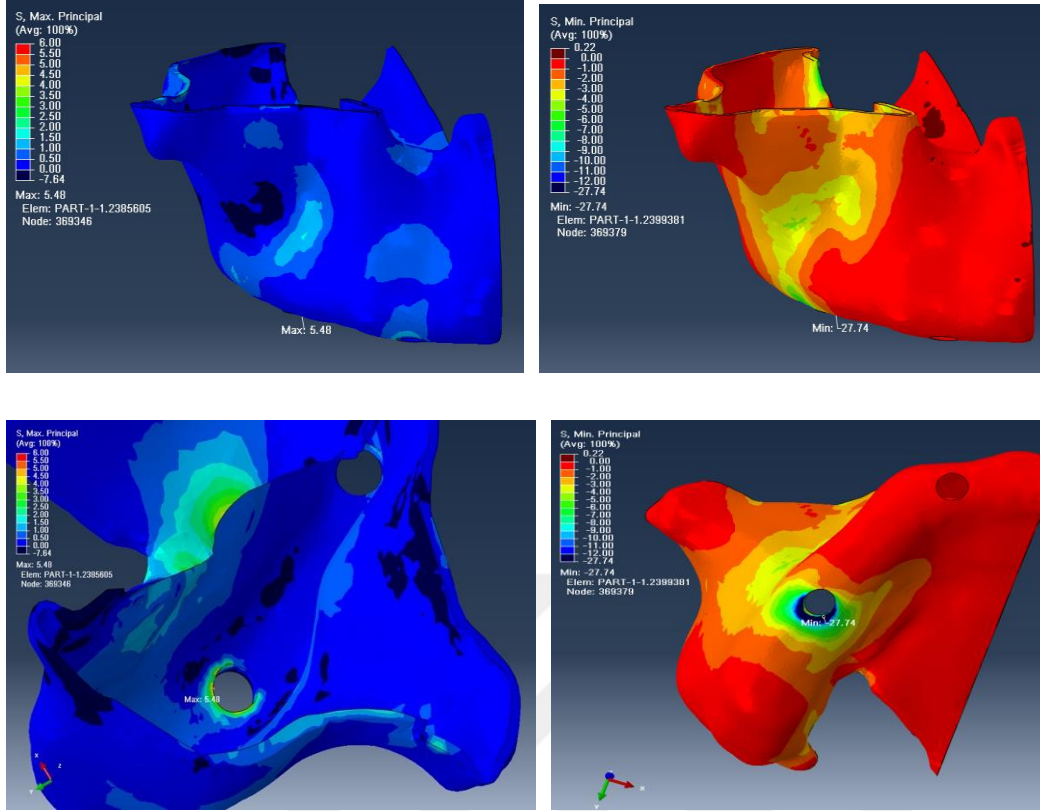 S, Max. Principal
(Avg: 100%)
6.00
5.50
5.00
4.50
4.00
3.50
3.00
2.50
2.00
1.50
1.00
0.50
0.00
-7.64
Max: 5.48
Elem: PART-1-1.2385605
Node: 369346
Max: 5.48
S, Min. Principal
(Avg: 100%)
0.22
0.00
-1.00
-2.00
-3.00
-4.00
-5.00
-6.00
-7.00
-8.00
-9.00
-10.00
-11.00
-12.00
-27.74
Min: -27.74
Elem: PART-1-1.2399381
Node: 369379
Min: -27.74
S, Max. Principal
(Avg: 100%)
6.00
5.50
5.00
4.50
4.00
3.50
3.00
2.50
2.00
1.50
1.00
0.50
0.00
-7.64
Max: 5.48
Elem: PART-1-1.2385605
Node: 369346
Max: 5.48
X
Z
Y
S, Min. Principal
(Avg: 100%)
0.22
0.00
-1.00
-2.00
-3.00
-4.00
-5.00
-6.00
-7.00
-8.00
-9.00
-10.00
-11.00
-12.00
-27.74
Min: -27.74
Elem: PART-1-1.2399381
Node: 369379
Min: -27.74
X
Y